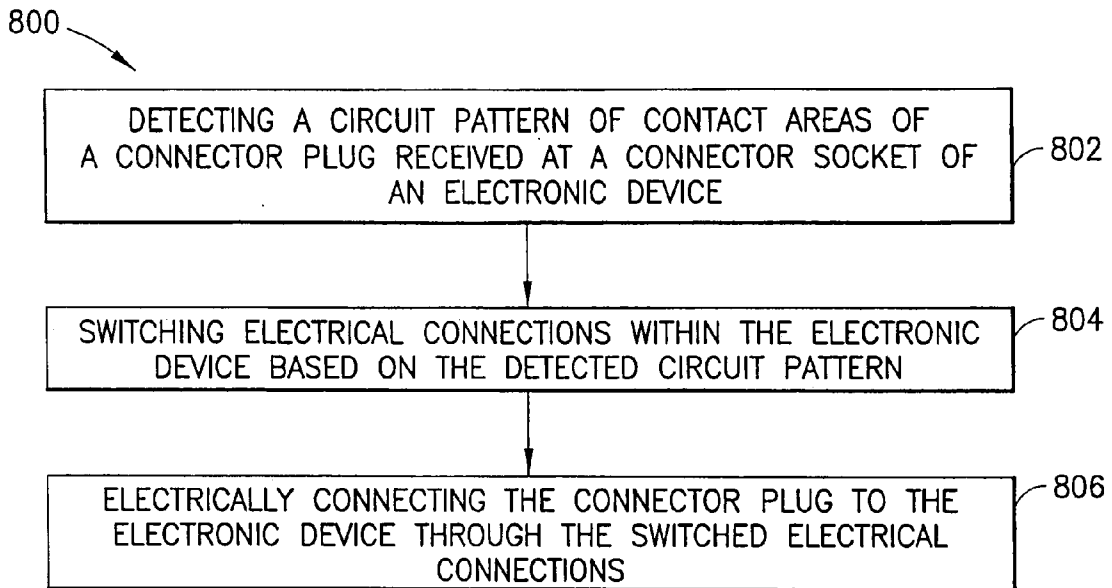 800
DETECTING A CIRCUIT PATTERN OF CONTACT AREAS OF
A CONNECTOR PLUG RECEIVED AT A CONNECTOR SOCKET OF
AN ELECTRONIC DEVICE
802
SWITCHING ELECTRICAL CONNECTIONS WITHIN THE ELECTRONIC
DEVICE BASED ON THE DETECTED CIRCUIT PATTERN
804
ELECTRICALLY CONNECTING THE CONNECTOR PLUG TO THE
ELECTRONIC DEVICE THROUGH THE SWITCHED ELECTRICAL
CONNECTIONS
806